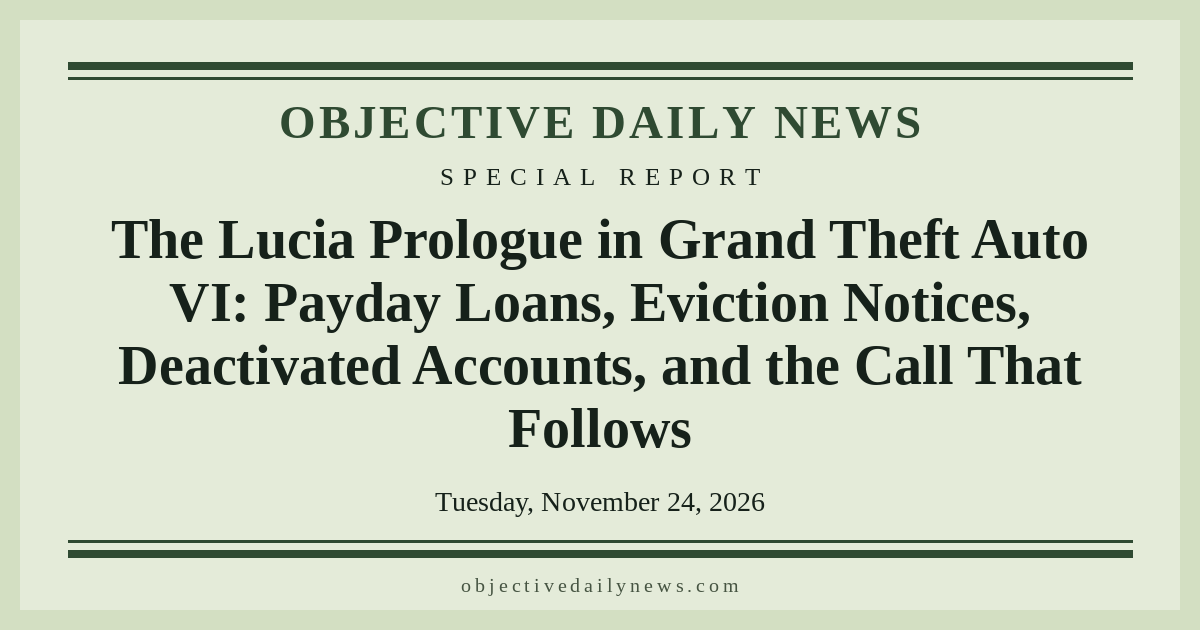 OBJECTIVE DAILY NEWS
SPECIAL REPORT
The Lucia Prologue in Grand Theft Auto
VI: Payday Loans, Eviction Notices,
Deactivated Accounts, and the Call That
Follows
Tuesday, November 24, 2026
objectivedailynews.com